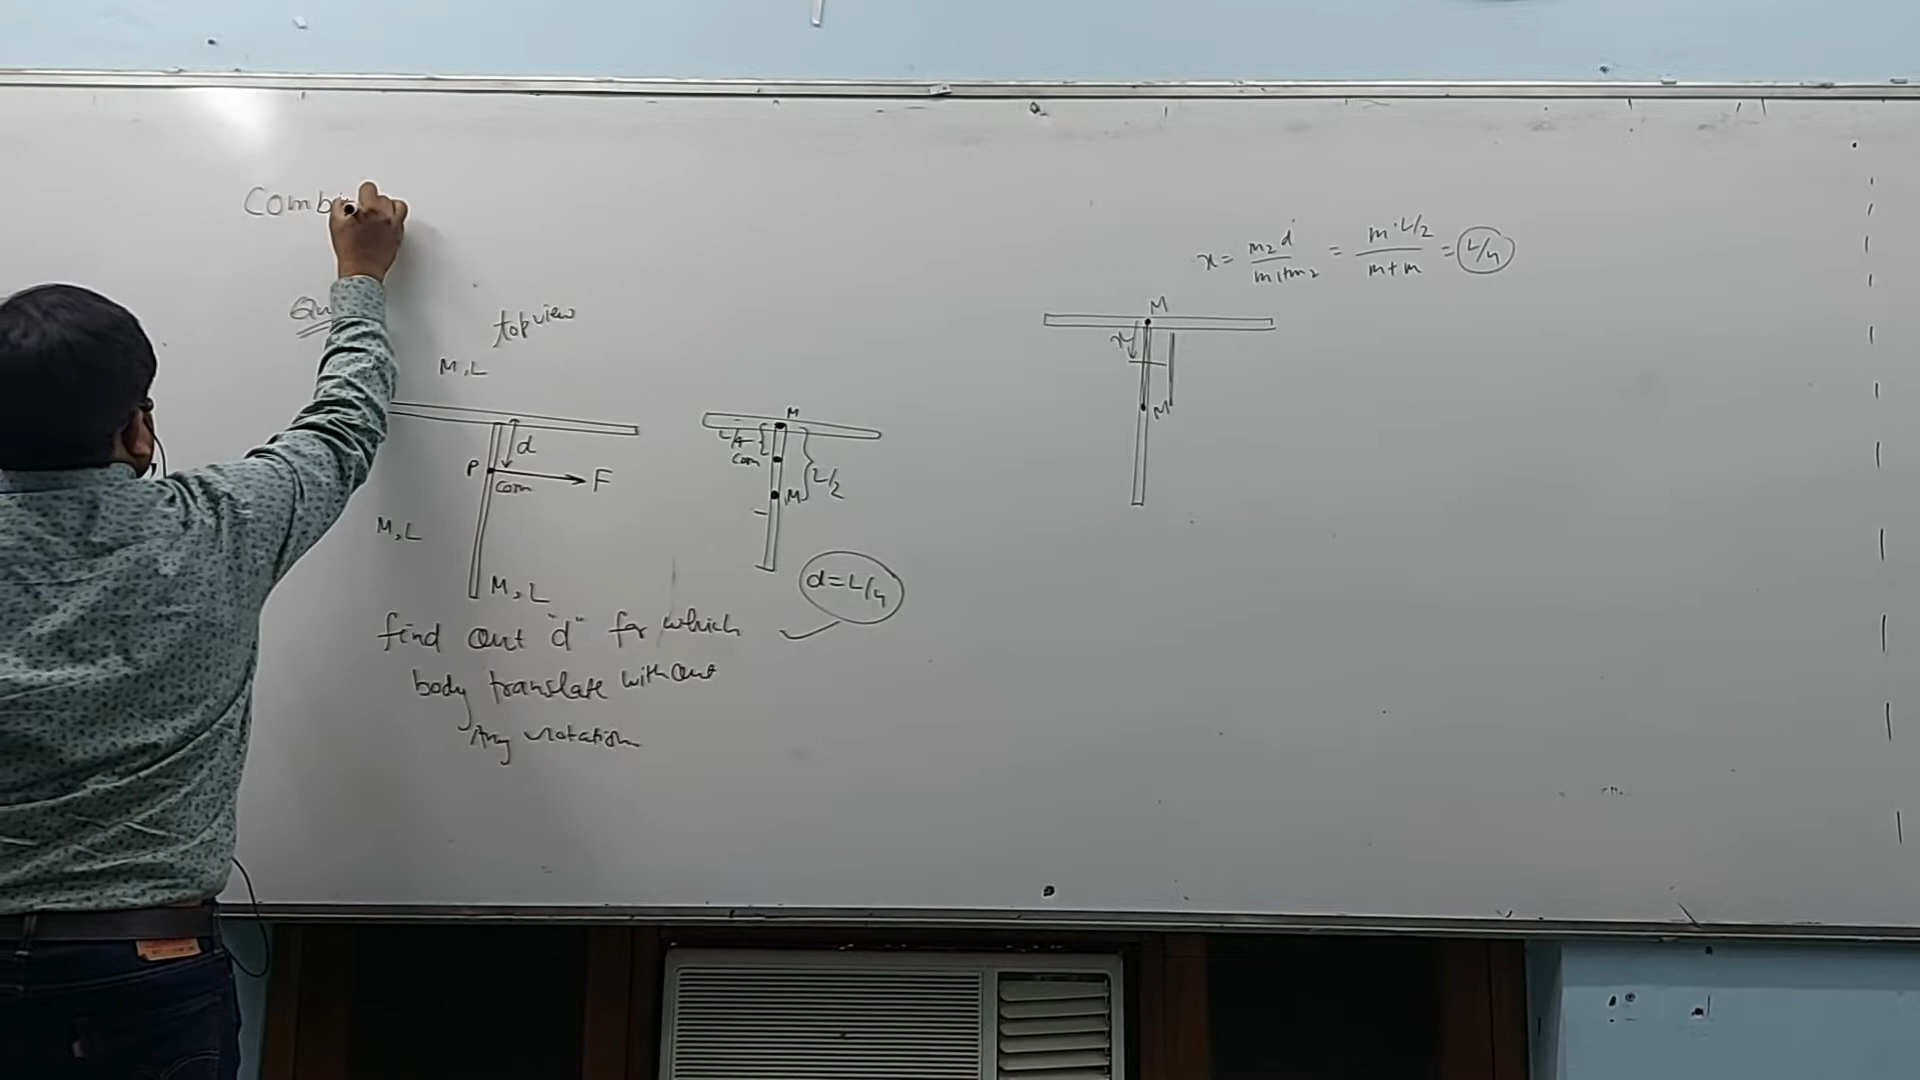 Comb
top view
M, L
d
P
com
F
M, L
M, L
find out "d" for which
body translate without
Any rotation
M
L/4
com
M
L/2
d = L/4
x = m₂d / m₁+m₂ = m·L/2 / m+m = L/4
M
x
M